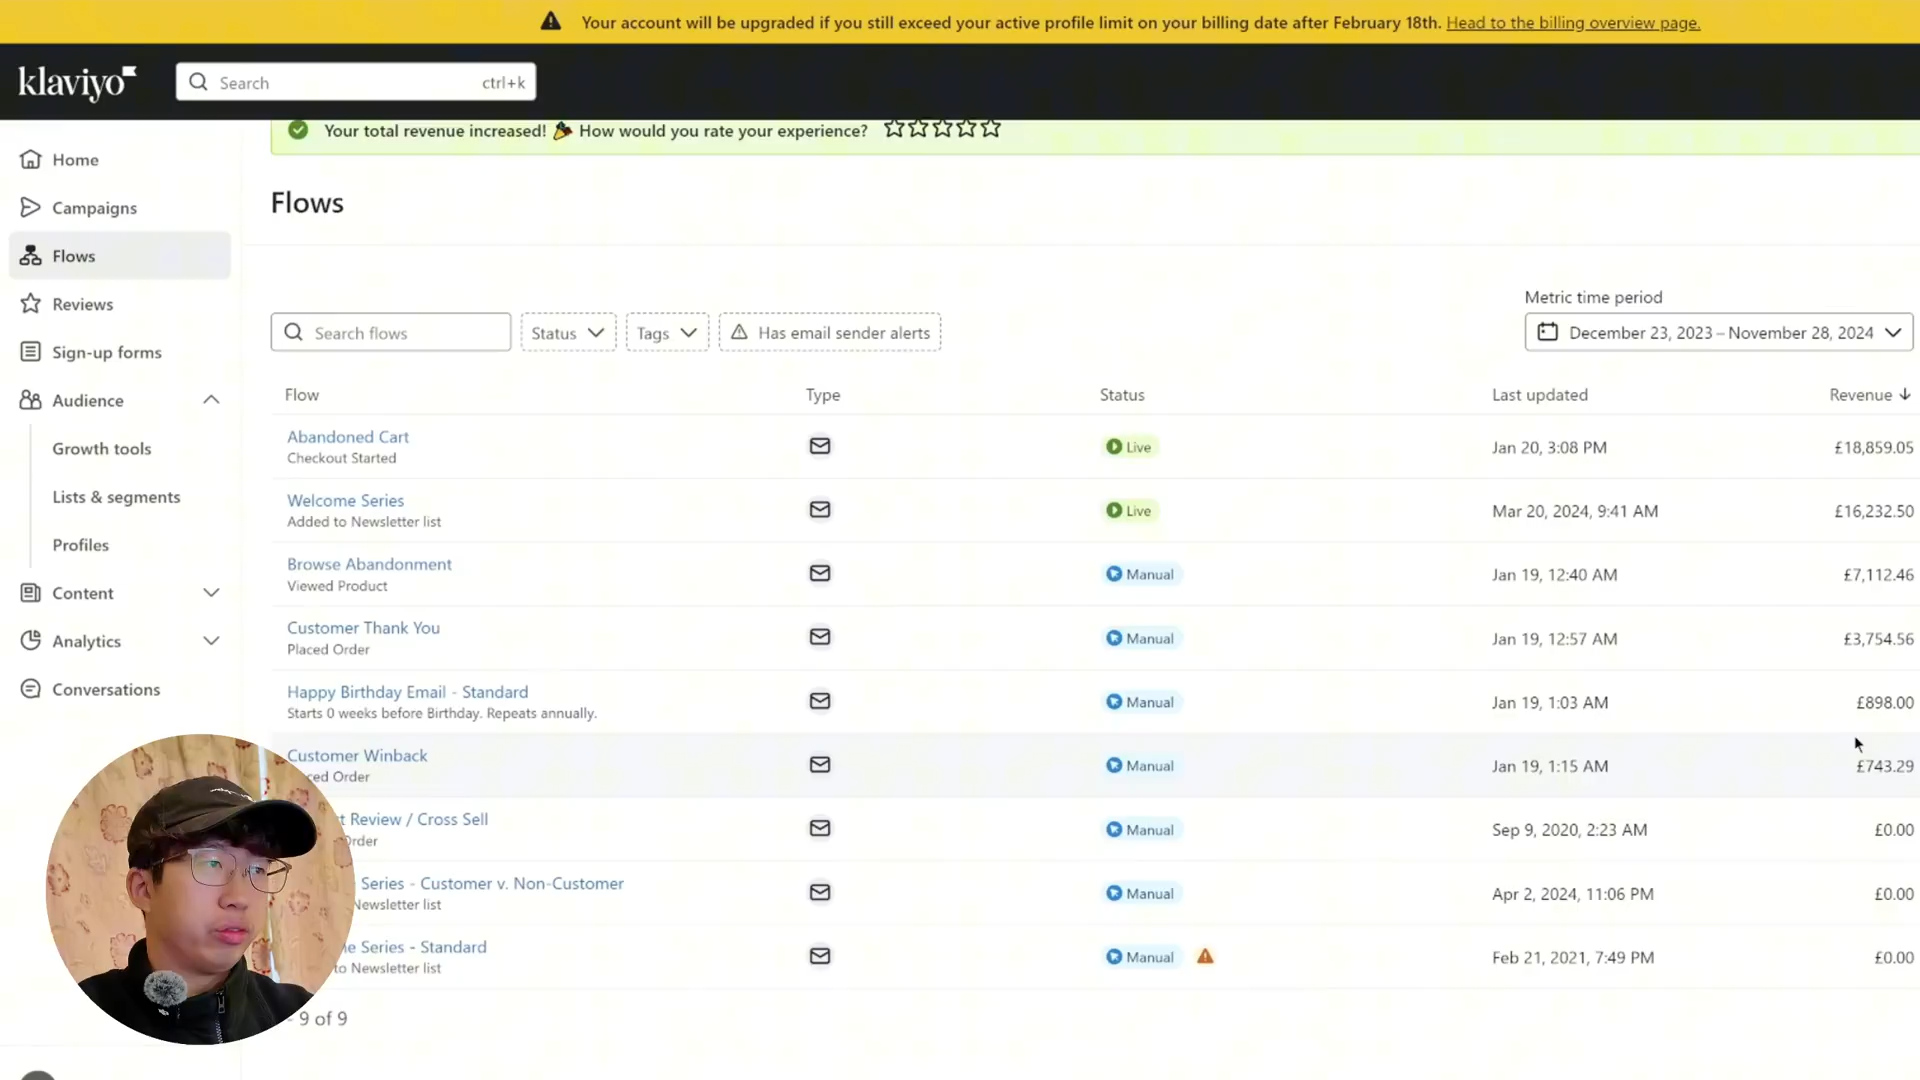 Your account will be upgraded if you still exceed your active profile limit on your billing date after February 18th. Head to the billing overview page.
klaviyo
Search
ctrl+k
Your total revenue increased! 🎉 How would you rate your experience?
Home
Campaigns
Flows
Reviews
Sign-up forms
Audience
Growth tools
Lists & segments
Profiles
Content
Analytics
Conversations
Flows
Metric time period
Search flows
Status
Tags
Has email sender alerts
December 23, 2023 – November 28, 2024
Flow Type Status Last updated Revenue
Abandoned Cart
Checkout Started
Live
Jan 20, 3:08 PM
£18,859.05
Welcome Series
Added to Newsletter list
Live
Mar 20, 2024, 9:41 AM
£16,232.50
Browse Abandonment
Viewed Product
Manual
Jan 19, 12:40 AM
£7,112.46
Customer Thank You
Placed Order
Manual
Jan 19, 12:57 AM
£3,754.56
Happy Birthday Email - Standard
Starts 0 weeks before Birthday. Repeats annually.
Manual
Jan 19, 1:03 AM
£898.00
Customer Winback
Order
Manual
Jan 19, 1:15 AM
£743.29
Review / Cross Sell
Order
Manual
Sep 9, 2020, 2:23 AM
£0.00
Series - Customer v. Non-Customer
Newsletter list
Manual
Apr 2, 2024, 11:06 PM
£0.00
Series - Standard
to Newsletter list
Manual
Feb 21, 2021, 7:49 PM
£0.00
9 of 9